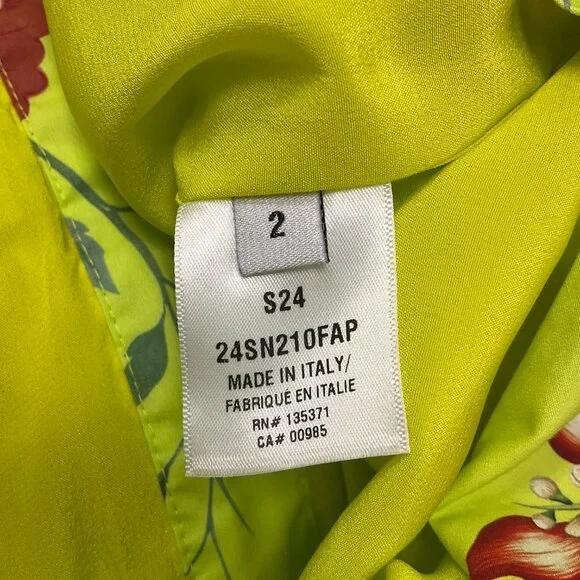 2
S24
24SN210FAP
MADE IN ITALY/
FABRIQUE EN ITALIE
RN# 135371
CA# 00985